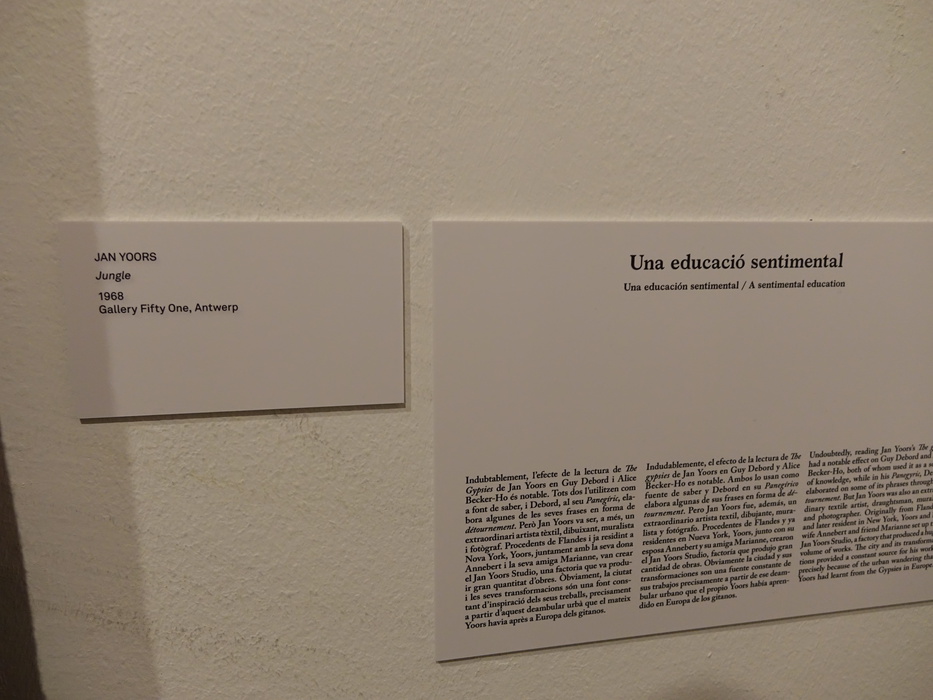 JAN YOORS
Jungle
1968
Gallery Fifty One, Antwerp
Una educació sentimental
Una educación sentimental / A sentimental education
Indubtablement, l'efecte de la lectura de The
Gypsies de Jan Yoors en Guy Debord i Alice
Becker-Ho és notable. Tots dos l'utilitzen com
a font de saber, i Debord, al seu Panegíric, ela-
bora algunes de les seves frases en forma de
détournement. Però Jan Yoors va ser, a més, un
extraordinari artista tèxtil, dibuixant, muralista
i fotògraf. Procedents de Flandes i ja residint a
Nova York, Yoors, juntament amb la seva dona
Annebert i la seva amiga Marianne, van crear
el Jan Yoors Studio, una factoria que va produ-
ir gran quantitat d'obres. Òbviament, la ciutat
i les seves transformacions són una font cons-
tant d'inspiració dels seus treballs, precisament
a partir d'aquest deambular urbà que el mateix
Yoors havia après a Europa dels gitanos.
Indudablemente, el efecto de la lectura de The
gypsies de Jan Yoors en Guy Debord y Alice
Becker-Ho es notable. Ambos lo usan como
fuente de saber y Debord en su Panegírico
elabora algunas de sus frases en forma de dé-
tournement. Pero Jan Yoors fue, además, un
extraordinario artista textil, dibujante, mura-
lista y fotógrafo. Procedentes de Flandes y ya
residentes en Nueva York, Yoors, junto con su
esposa Annebert y su amiga Marianne, crearon
el Jan Yoors Studio, factoría que produjo gran
cantidad de obras. Obviamente la ciudad y sus
transformaciones son una fuente constante de
sus trabajos precisamente a partir de ese deam-
bular urbano que el propio Yoors había apren-
dido en Europa de los gitanos.
Undoubtedly, reading Jan Yoors's The
had a notable effect on Guy Debord and
Becker-Ho, both of whom used it as a
of knowledge, while in his Panegyric,
elaborated on some of its phrases through
tournement. But Jan Yoors was also an
dinary textile artist, draughtsman,
and photographer. Originally from
and later resident in New York, Yoors and
wife Annebert and friend Marianne set up
Jan Yoors Studio, a factory that produced a
volume of works. The city and its
tions provided a constant source for his
precisely because of the urban wandering
Yoors had learnt from the Gypsies in Europe.